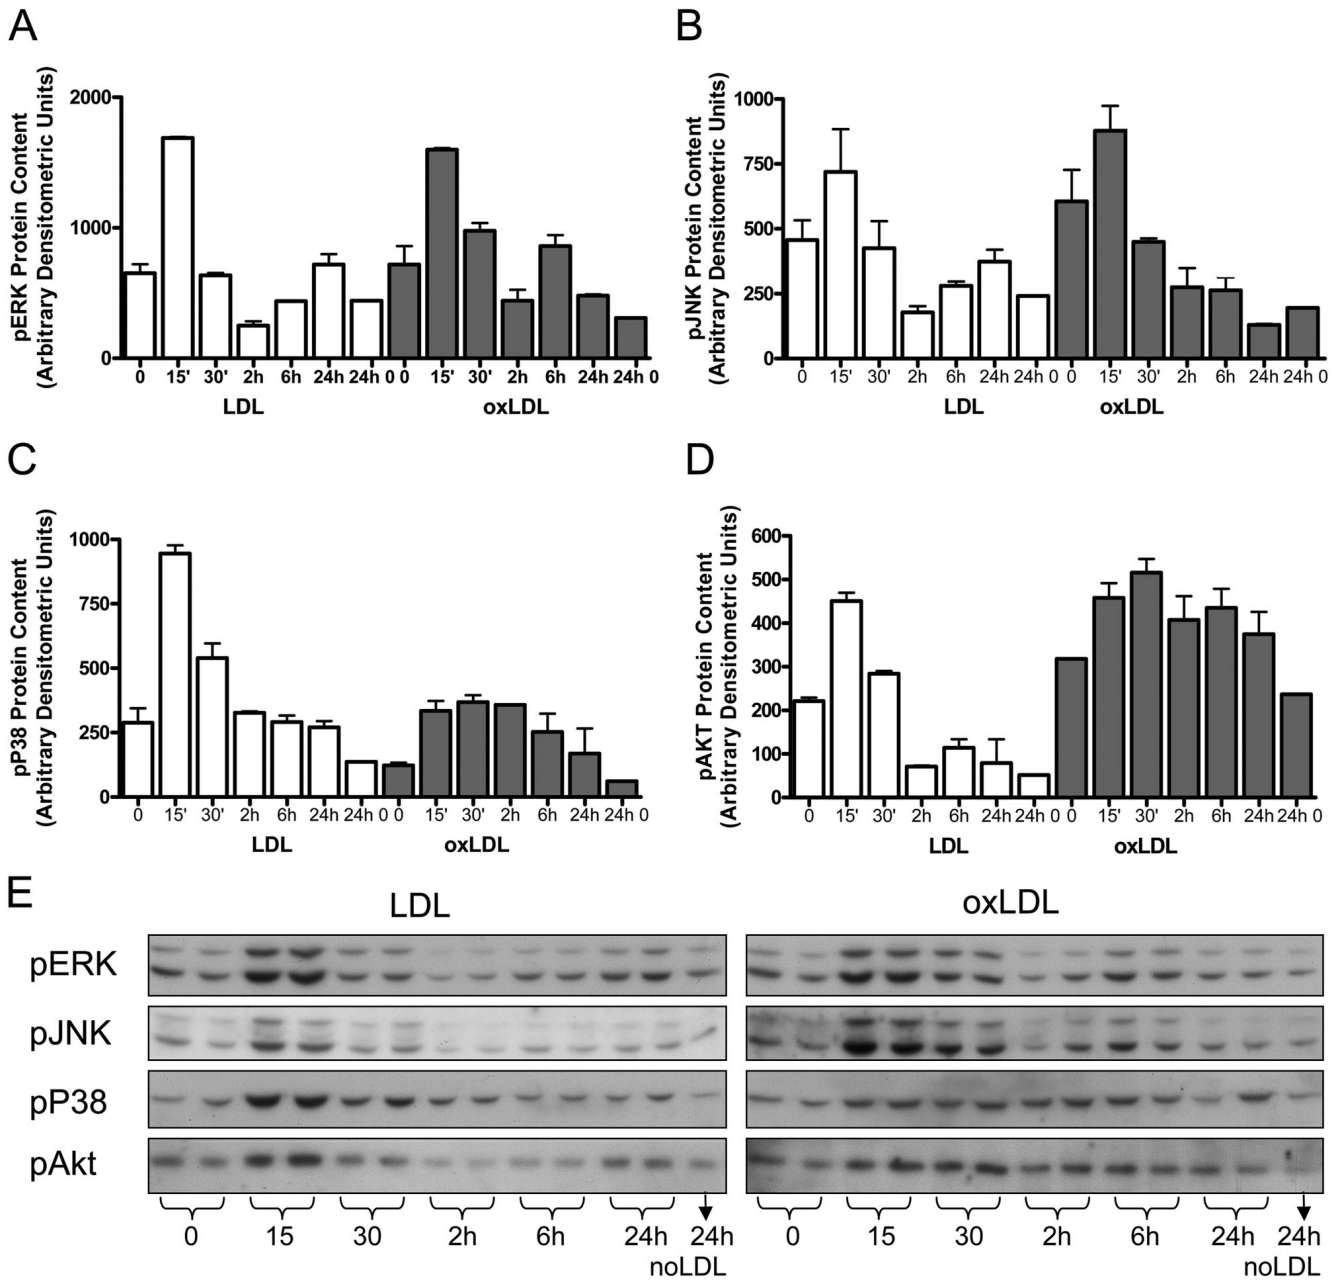 A
pERK Protein Content
(Arbitrary Densitometric Units)
2000
1000
0
0 15' 30' 2h 6h 24h 24h 0 0 15' 30' 2h 6h 24h 24h 0
LDL oxLDL
B
pJNK Protein Content
(Arbitrary Densitometric Units)
1000
750
500
250
0
0 15' 30' 2h 6h 24h 24h 0 0 15' 30' 2h 6h 24h 24h 0
LDL oxLDL
C
pP38 Protein Content
(Arbitrary Densitometric Units)
1000
750
500
250
0
0 15' 30' 2h 6h 24h 24h 0 0 15' 30' 2h 6h 24h 24h 0
LDL oxLDL
D
pAKT Protein Content
(Arbitrary Densitometric Units)
600
500
400
300
200
100
0
0 15' 30' 2h 6h 24h 24h 0 0 15' 30' 2h 6h 24h 24h 0
LDL oxLDL
E
LDL oxLDL
pERK
pJNK
pP38
pAkt
0 15 30 2h 6h 24h 24h 0 15 30 2h 6h 24h 24h
noLDL noLDL